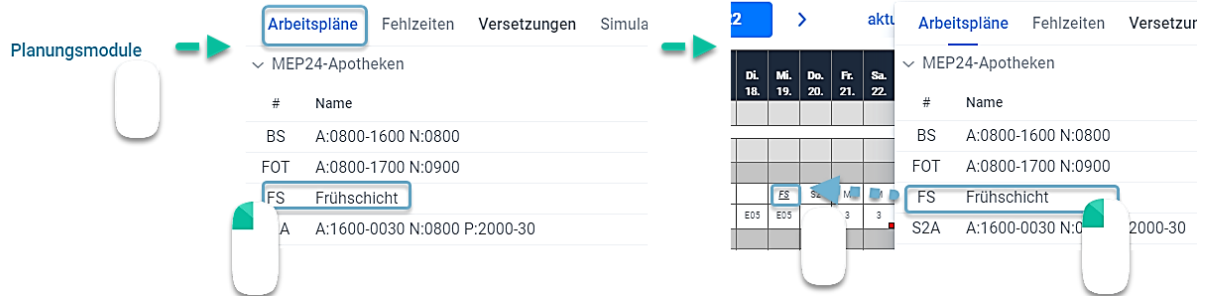 Planungsmodule
Arbeitspläne Fehlzeiten Versetzungen Simula
MEP24-Apotheken
# Name
BS A:0800-1600 N:0800
FOT A:0800-1700 N:0900
FS Frühschicht
A A:1600-0030 N:0800 P:2000-30
2 aktu
Di. Mi. Do. Fr. Sa.
18. 19. 20. 21. 22.
FS
E05 E05 3 3
Arbeitspläne Fehlzeiten Versetzur
MEP24-Apotheken
# Name
BS A:0800-1600 N:0800
FOT A:0800-1700 N:0900
FS Frühschicht
S2A A:1600-0030 N:0 2000-30